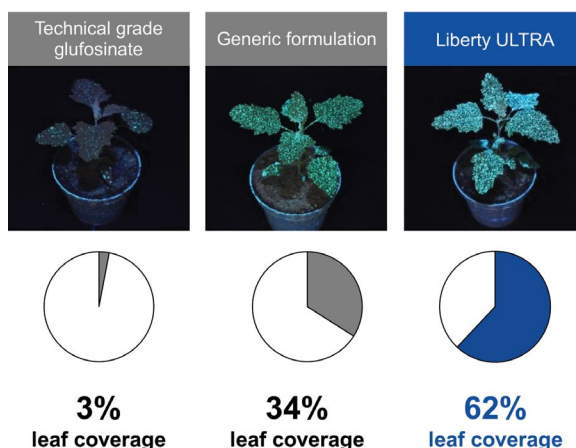 Technical grade
glufosinate
Generic formulation
Liberty ULTRA
3%
leaf coverage
34%
leaf coverage
62%
leaf coverage